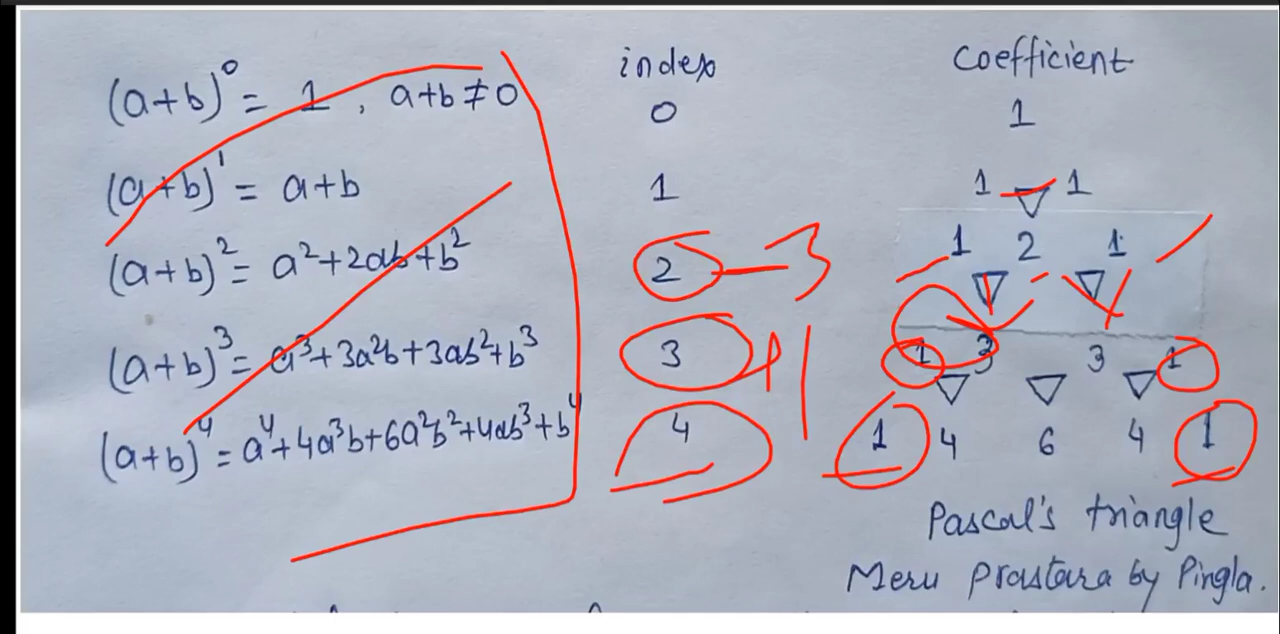 index Coefficient
(a+b)⁰ = 1 , a+b ≠ 0 0 1
(a+b)¹ = a+b 1 1 1
(a+b)² = a²+2ab+b² 2 3 1 2 1
(a+b)³ = a³+3a²b+3ab²+b³ 3 1 3 3 1
(a+b)⁴ = a⁴+4a³b+6a²b²+4ab³+b⁴ 4 1 4 6 4 1
Pascal's triangle
Meru Prastara by Pingla.